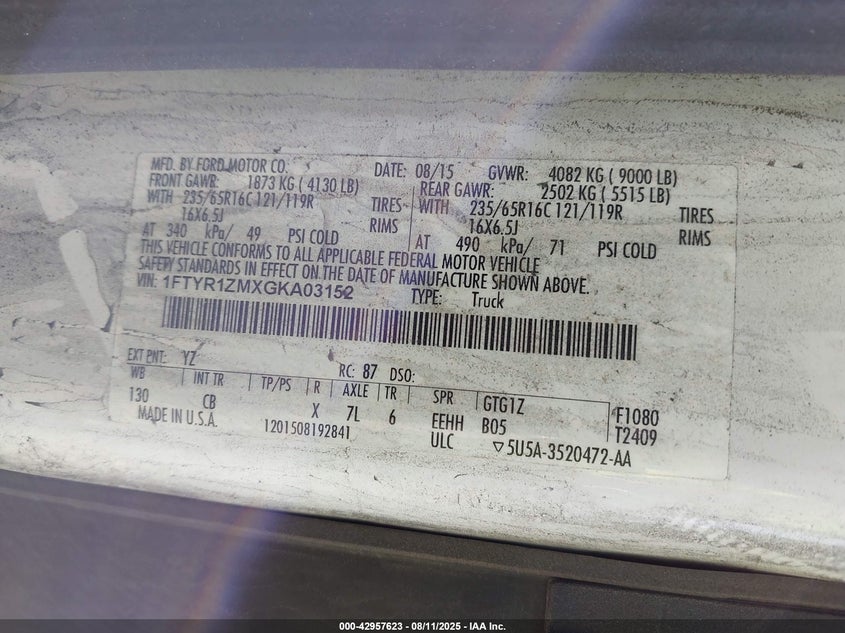 MFD. BY FORD MOTOR CO. DATE: 08/15 GVWR: 4082 KG ( 9000 LB)
FRONT GAWR: 1873 KG ( 4130 LB) REAR GAWR: 2502 KG ( 5515 LB)
WITH 235/65R16C 121/119R TIRES WITH 235/65R16C 121/119R TIRES
16X6.5J RIMS 16X6.5J RIMS
AT 340 kPa/ 49 PSI COLD AT 490 kPa/ 71 PSI COLD
THIS VEHICLE CONFORMS TO ALL APPLICABLE FEDERAL MOTOR VEHICLE
SAFETY STANDARDS IN EFFECT ON THE DATE OF MANUFACTURE SHOWN ABOVE.
VIN: 1FTYR1ZMXGKA03152 TYPE: Truck
EXT PNT: YZ RC: 87 DSO:
WB INT TR TP/PS R AXLE TR SPR GTG1Z F1080
130 CB X 7L 6 EEHH B05 T2409
MADE IN U.S.A. 1201508192841 ULC ▽5U5A-3520472-AA
000-42957623 - 08/11/2025 - IAA Inc.